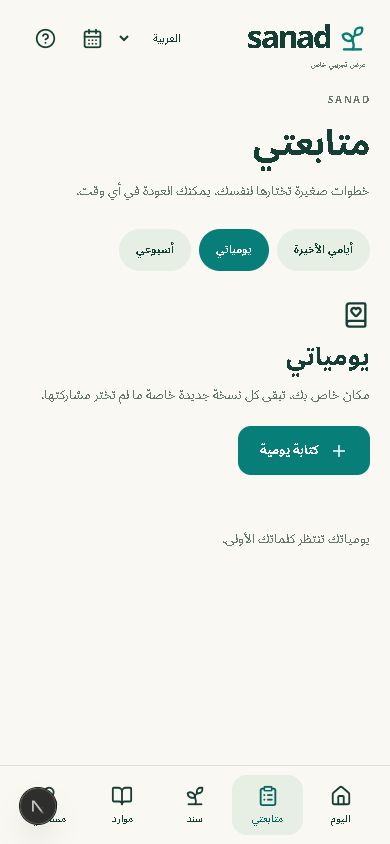 sanad
عرض تجريبي خاص
العربية
SANAD
متابعتي
خطوات صغيرة تختارها لنفسك. يمكنك العودة في أي وقت.
أيامي الأخيرة
يومياتي
أسبوعي
يومياتي
مكان خاص بك. تبقى كل نسخة جديدة خاصة ما لم تختر مشاركتها.
كتابة يومية
يومياتك تنتظر كلماتك الأولى.
اليوم
متابعتي
سند
موارد